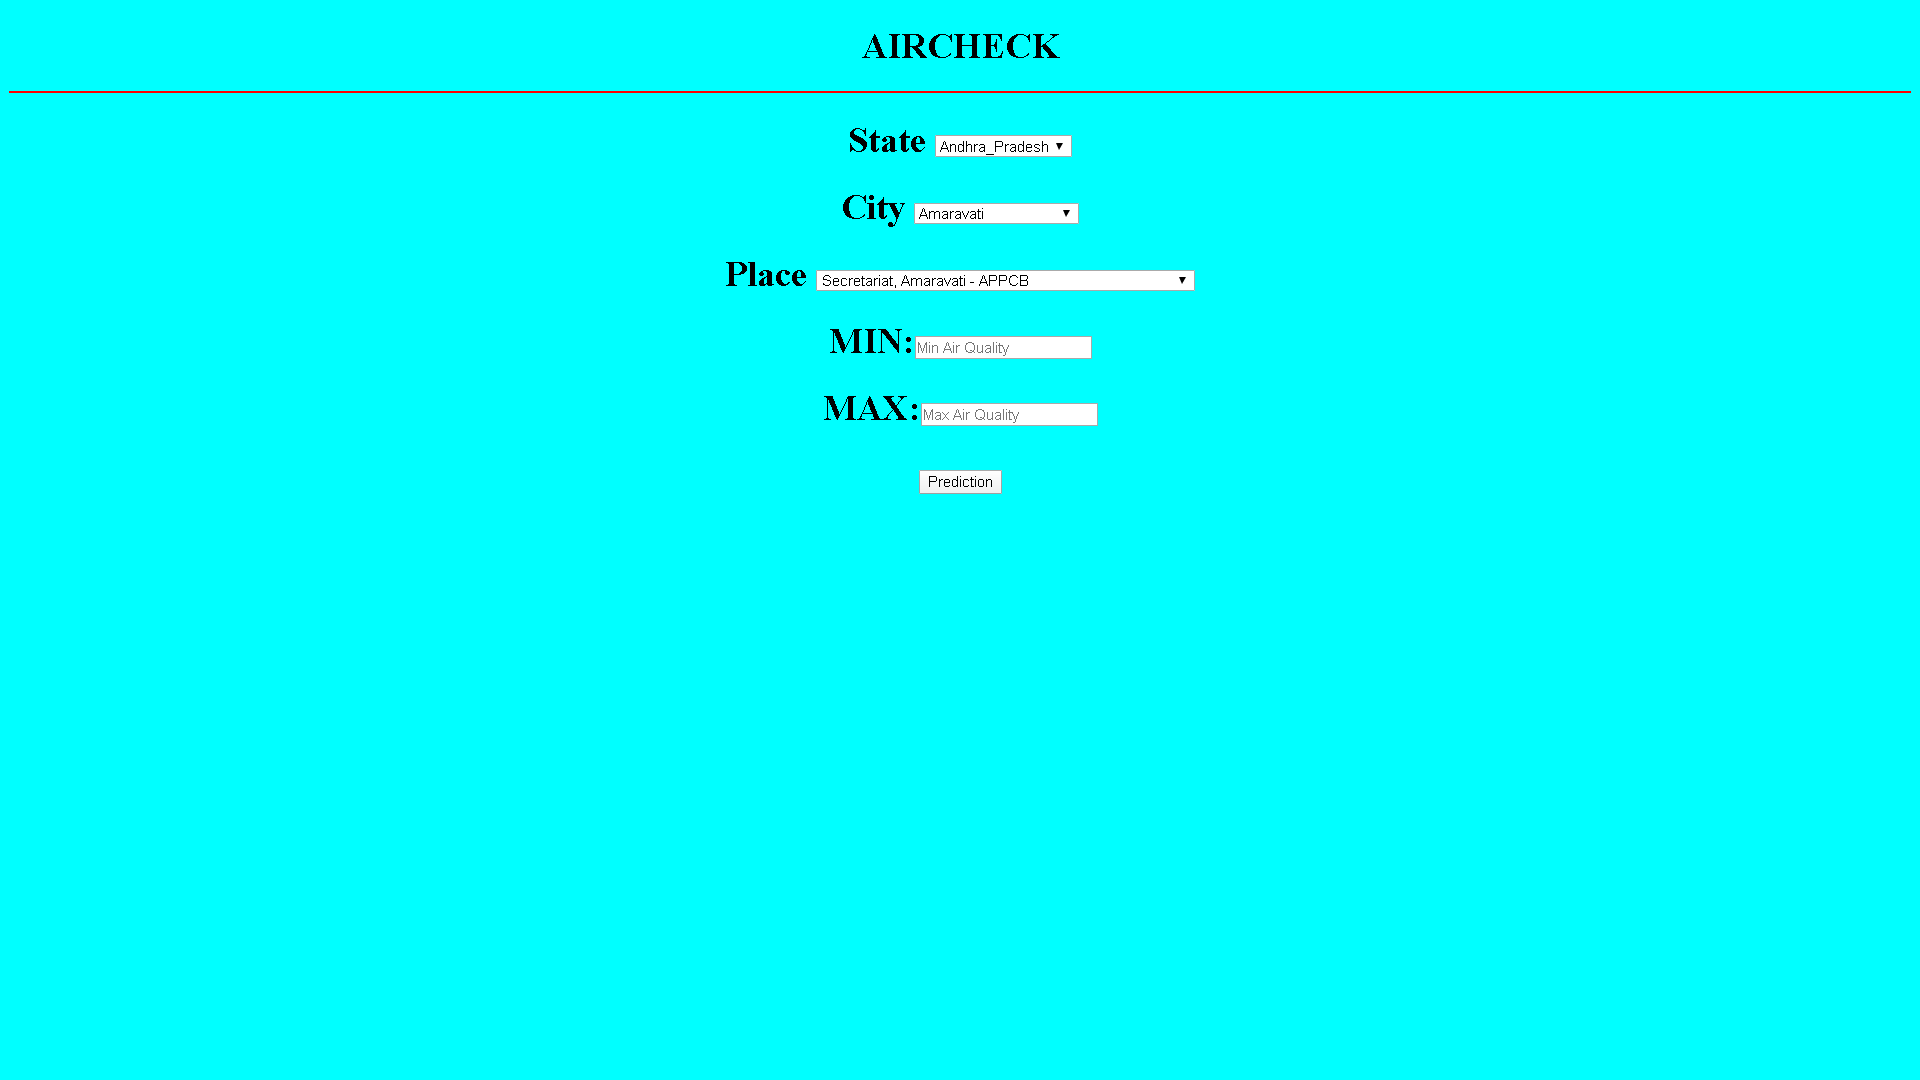 AIRCHECK
State Andhra_Pradesh
City Amaravati
Place Secretariat, Amaravati - APPCB
MIN: Min Air Quality
MAX: Max Air Quality
Prediction